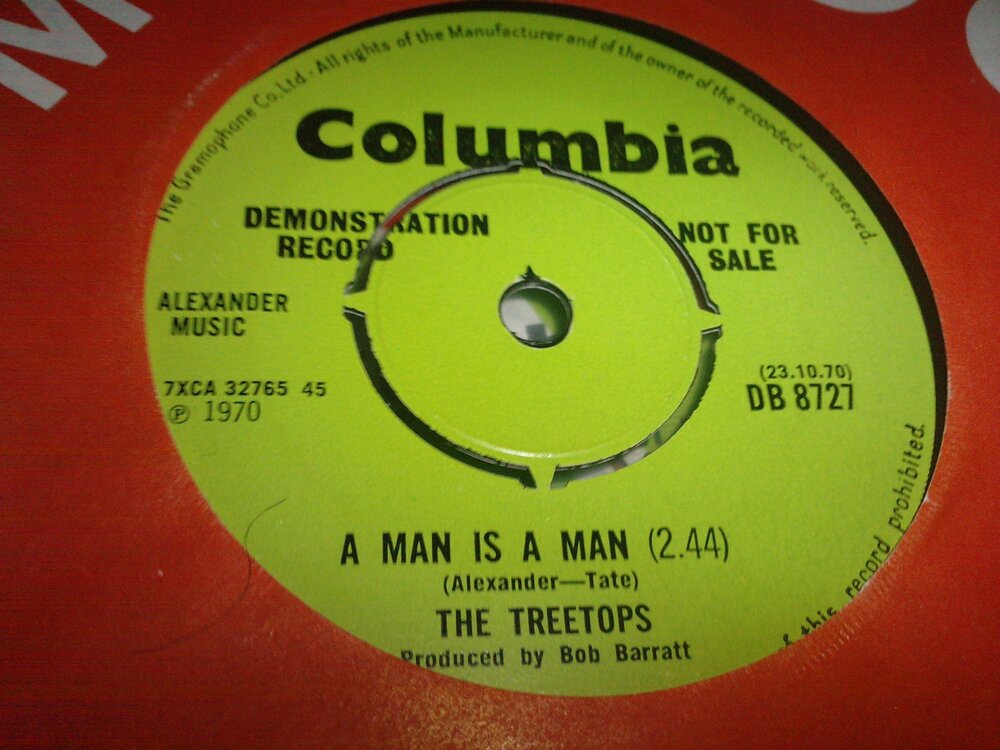 The Gramophone Co. Ltd. · All rights of the Manufacturer and of the owner of the recorded work reserved.
Columbia
DEMONSTRATION
RECORD
NOT FOR
SALE
ALEXANDER
MUSIC
7XCA 32765 45
℗ 1970
(23.10.70)
DB 8727
A MAN IS A MAN (2.44)
(Alexander—Tate)
THE TREETOPS
Produced by Bob Barratt
of this record prohibited.